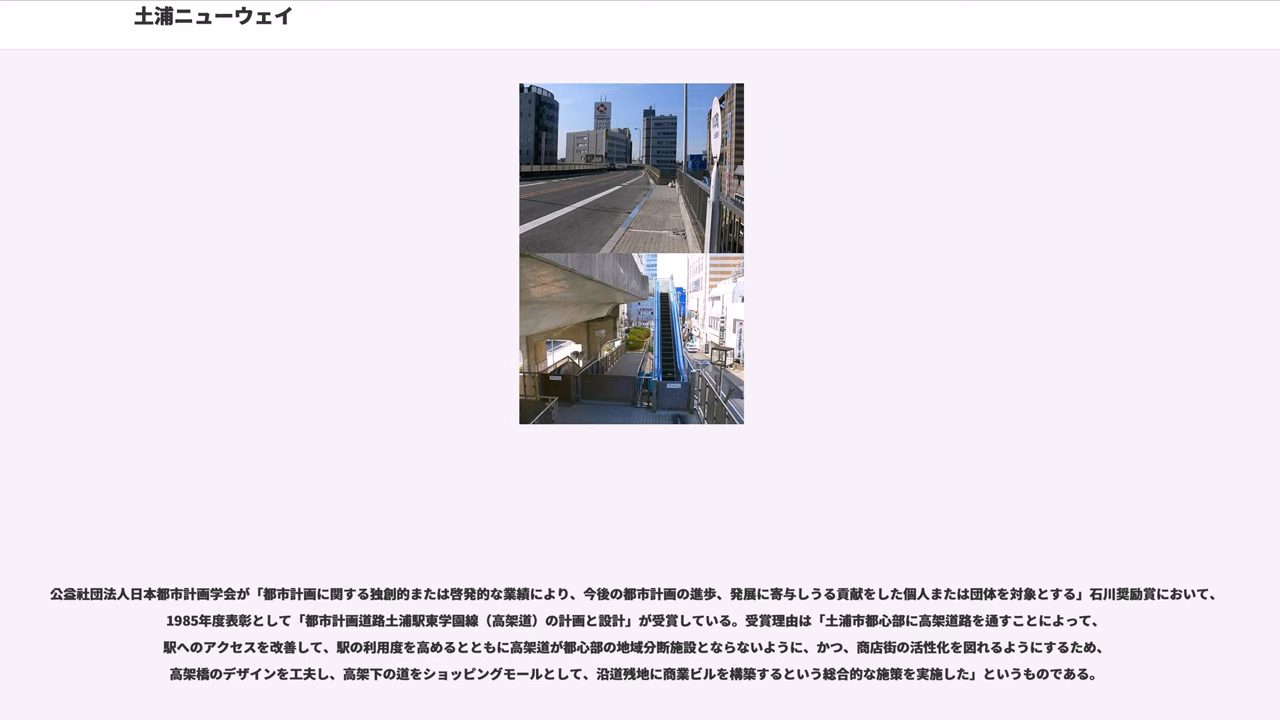 土浦ニューウェイ
公益社団法人日本都市計画学会が「都市計画に関する独創的または啓発的な業績により、今後の都市計画の進歩、発展に寄与しうる貢献をした個人または団体を対象とする」石川奨励賞において、
1985年度表彰として「都市計画道路土浦駅東学園線（高架道）の計画と設計」が受賞している。受賞理由は「土浦市都心部に高架道路を通すことによって、
駅へのアクセスを改善して、駅の利用度を高めるとともに高架道が都心部の地域分断施設とならないように、かつ、商店街の活性化を図れるようにするため、
高架橋のデザインを工夫し、高架下の道をショッピングモールとして、沿道残地に商業ビルを構築するという総合的な施策を実施した」というものである。